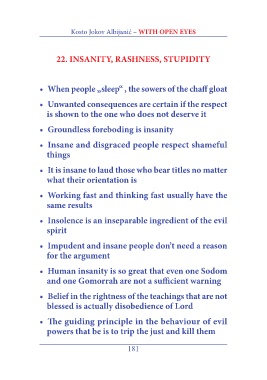 Kosto Jokov Albijanić – WITH OPEN EYES
22. INSANITY, RASHNESS, STUPIDITY
• When people „sleep“ , the sowers of the chaff gloat
• Unwanted consequences are certain if the respect
is shown to the one who does not deserve it
• Groundless foreboding is insanity
• Insane and disgraced people respect shameful
things
• It is insane to laud those who bear titles no matter
what their orientation is
• Working fast and thinking fast usually have the
same results
• Insolence is an inseparable ingredient of the evil
spirit
• Impudent and insane people don't need a reason
for the argument
• Human insanity is so great that even one Sodom
and one Gomorrah are not a sufficient warning
• Belief in the rightness of the teachings that are not
blessed is actually disobedience of Lord
• The guiding principle in the behaviour of evil
powers that be is to trip the just and kill them
[8]